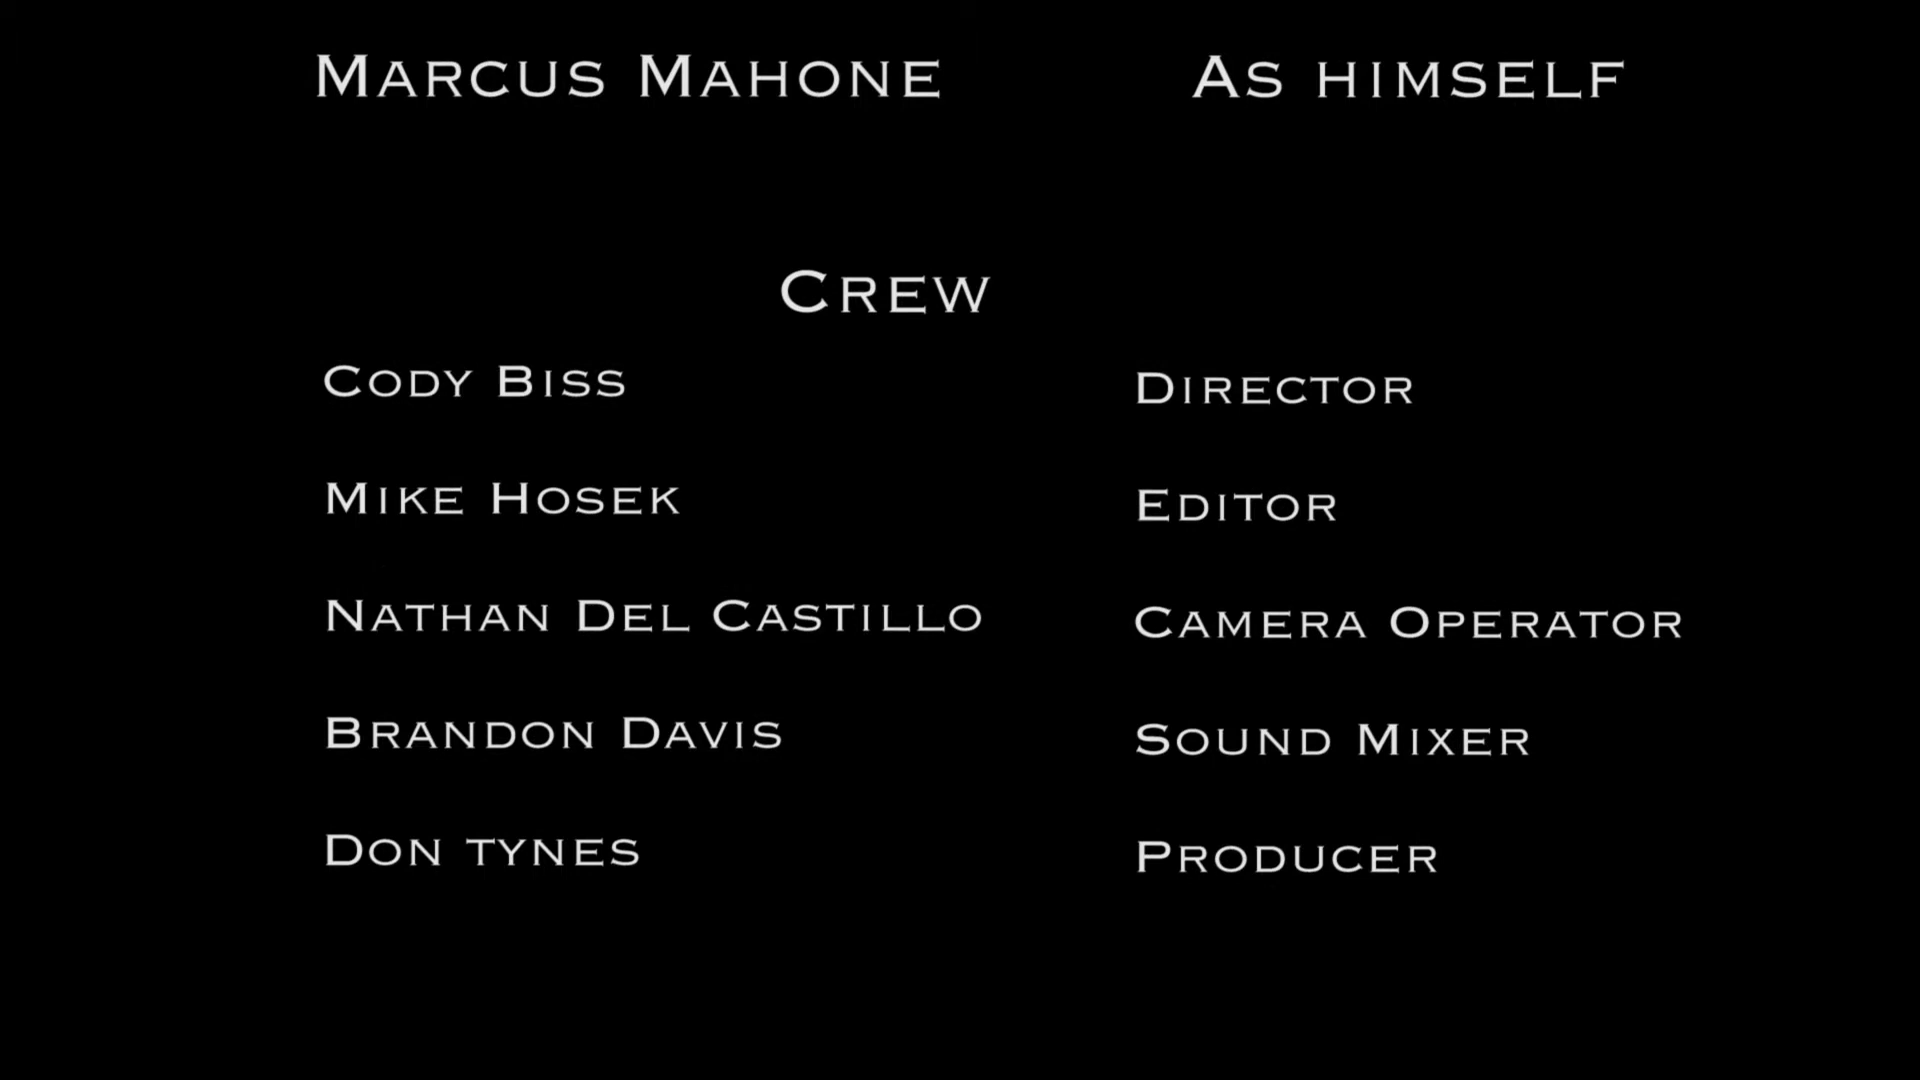 Marcus Mahone As himself
Crew
Cody Biss Director
Mike Hosek Editor
Nathan Del Castillo Camera Operator
Brandon Davis Sound Mixer
Don tynes Producer